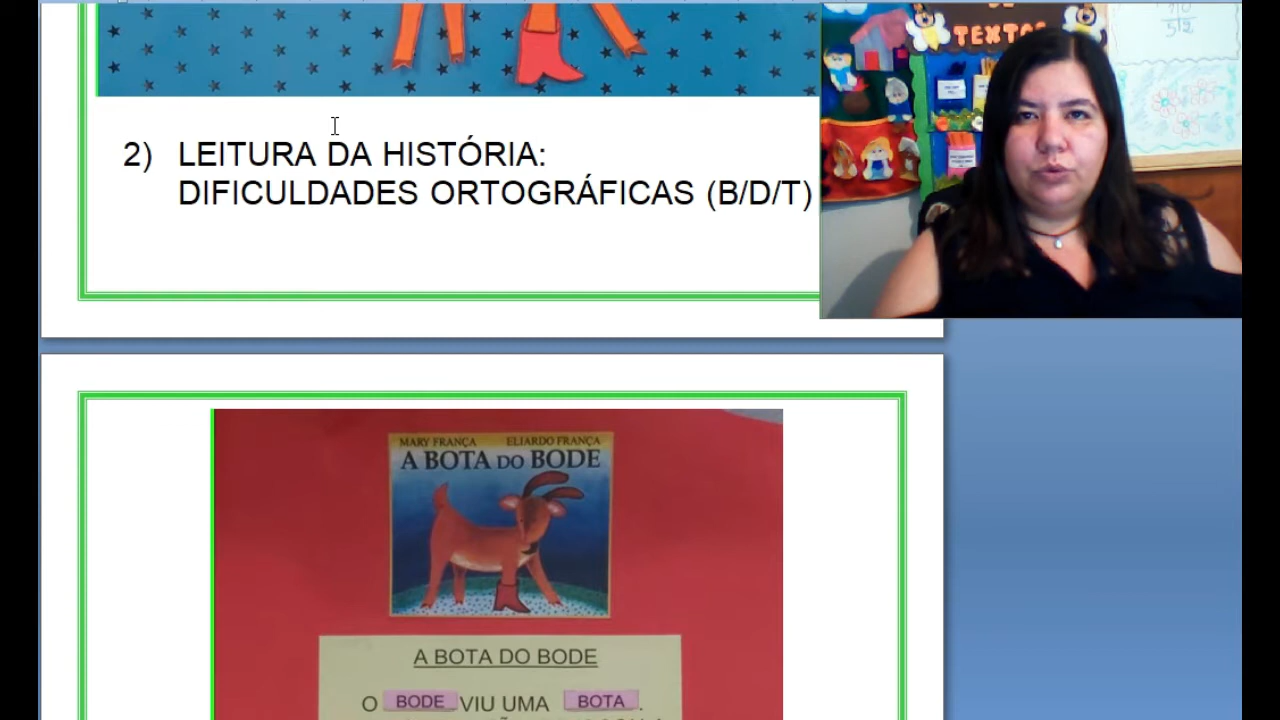 2) LEITURA DA HISTÓRIA:
DIFICULDADES ORTOGRÁFICAS (B/D/T)
TEXTOS
MARY FRANÇA ELIARDO FRANÇA
A BOTA DO BODE
A BOTA DO BODE
O BODE VIU UMA BOTA.